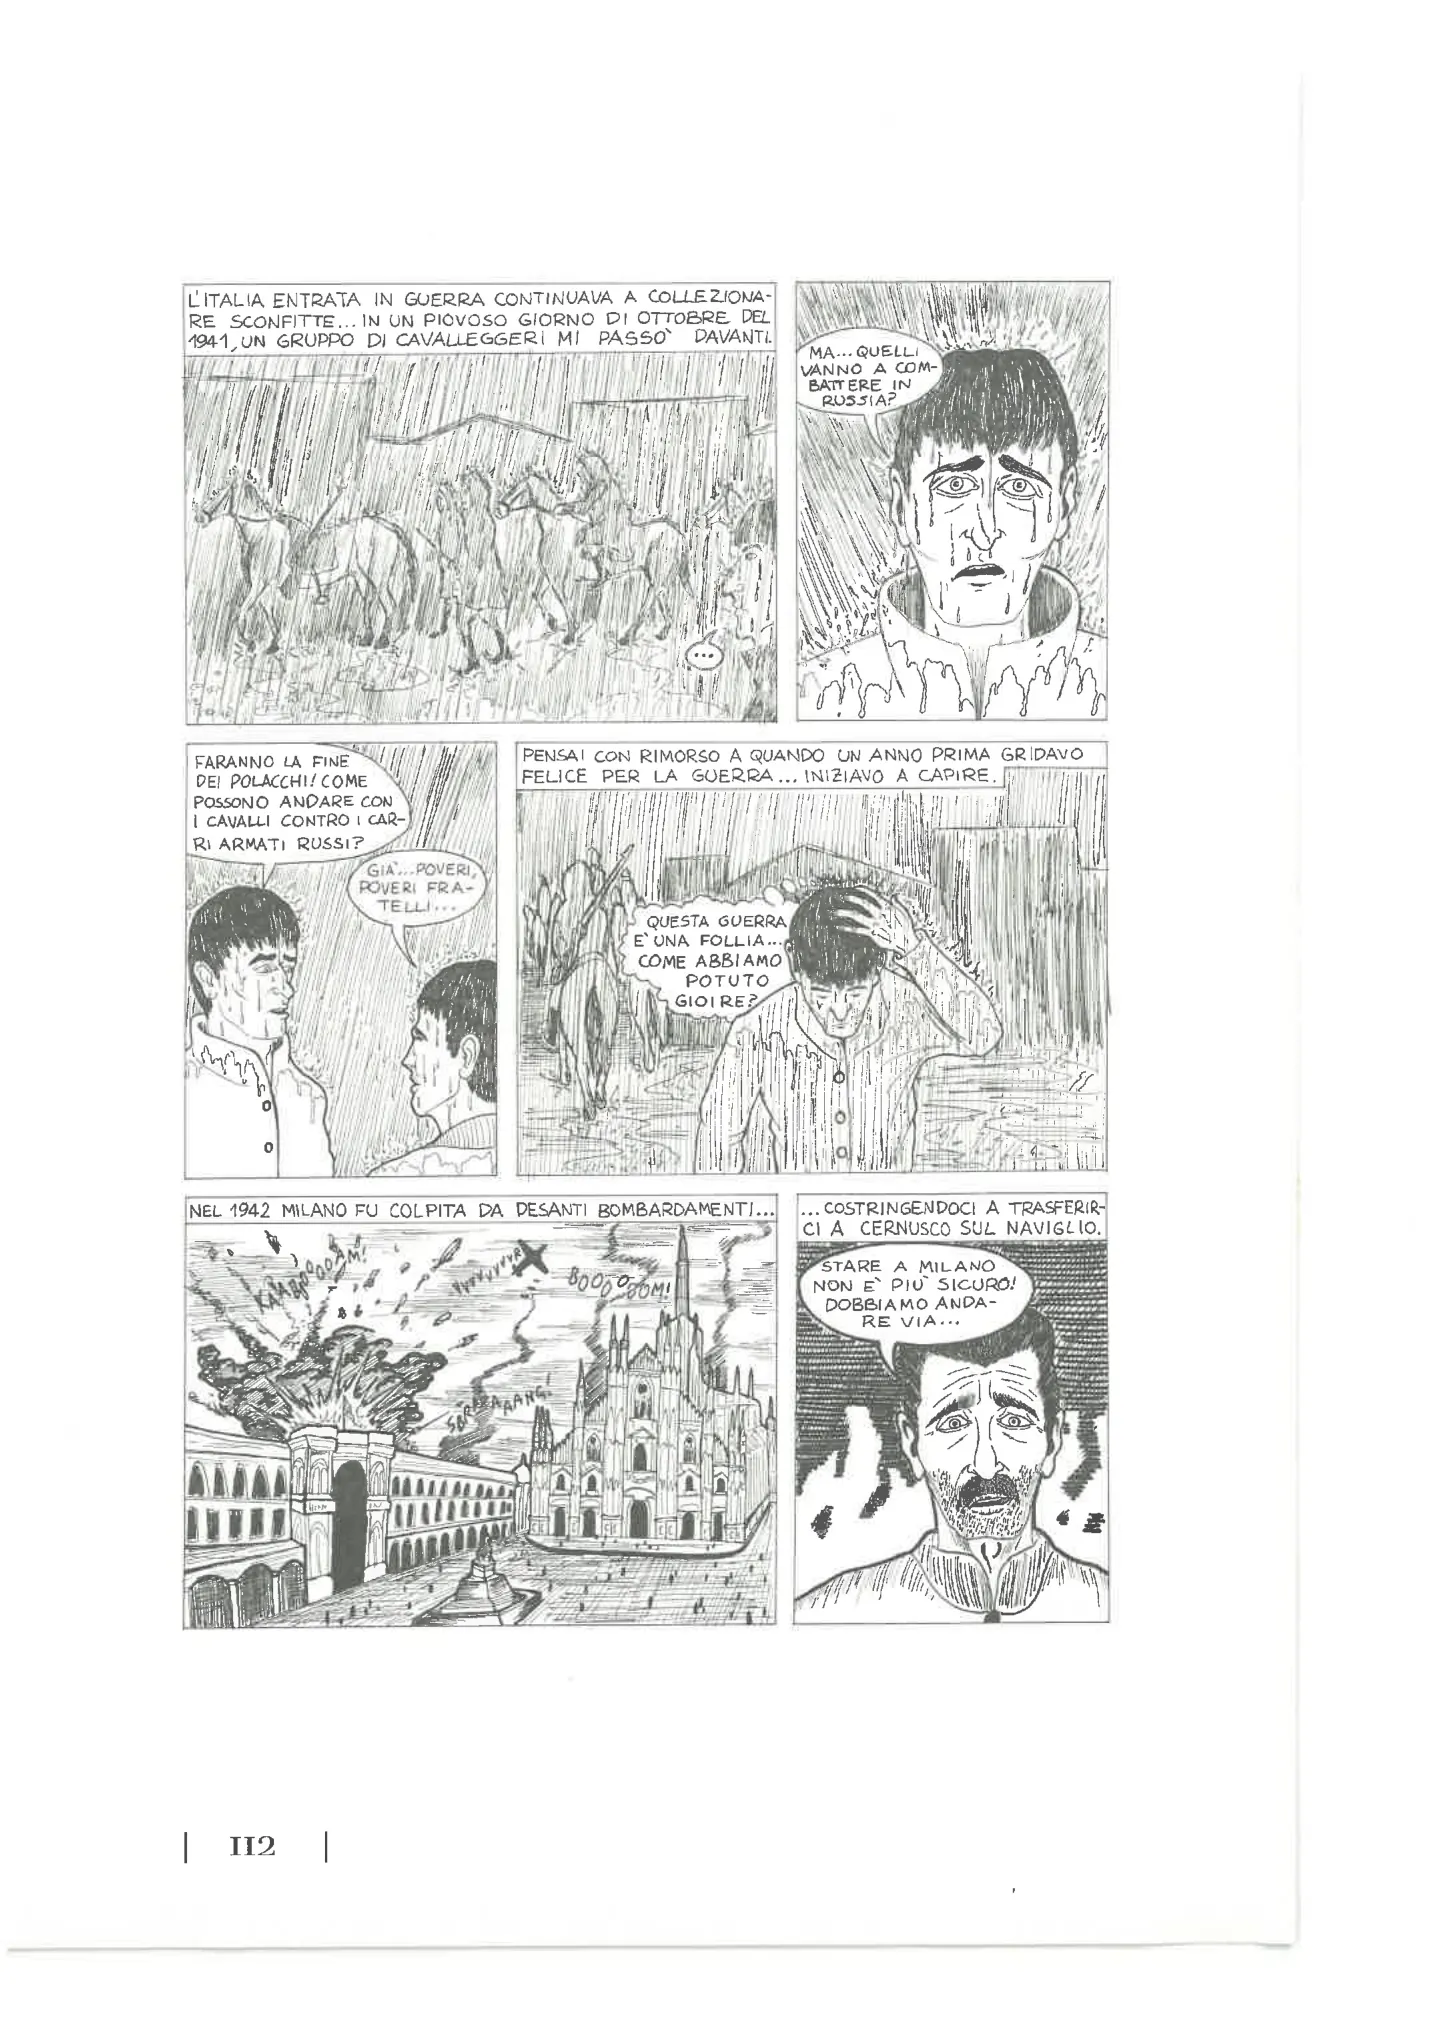 L'ITALIA ENTRATA IN GUERRA CONTINUAVA A COLLEZIONA-
RE SCONFITTE... IN UN PIOVOSO GIORNO DI OTTOBRE DEL
1941, UN GRUPPO DI CAVALLEGGERI MI PASSÒ DAVANTI.
...
MA... QUELLI
VANNO A COM-
BATTERE IN
RUSSIA?
FARANNO LA FINE
DEI POLACCHI! COME
POSSONO ANDARE CON
I CAVALLI CONTRO I CAR-
RI ARMATI RUSSI?
GIÀ... POVERI,
POVERI FRA-
TELLI...
PENSAI CON RIMORSO A QUANDO UN ANNO PRIMA GRIDAVO
FELICE PER LA GUERRA... INIZIAVO A CAPIRE.
QUESTA GUERRA
E' UNA FOLLIA...
COME ABBIAMO
POTUTO
GIOIRE?
NEL 1942 MILANO FU COLPITA DA PESANTI BOMBARDAMENTI...
KAABOOOOAM!
BOOOOOOM!
SBRAAAAANG!
... COSTRINGENDOCI A TRASFERIR-
CI A CERNUSCO SUL NAVIGLIO.
STARE A MILANO
NON E' PIU' SICURO!
DOBBIAMO ANDA-
RE VIA...
| 112 |